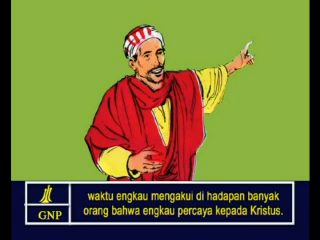 waktu engkau mengakui di hadapan banyak
orang bahwa engkau percaya kepada Kristus.
GNP